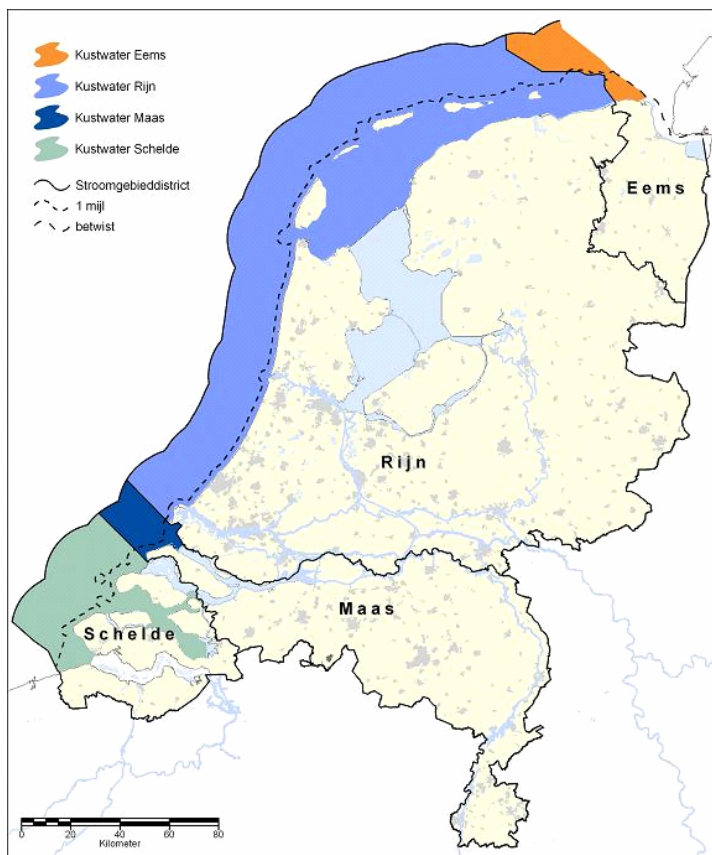 Kustwater Eems
Kustwater Rijn
Kustwater Maas
Kustwater Schelde
Stroomgebieddistrict
1 mijl
betwist
Eems
Rijn
Maas
Schelde
0 20 40 60 80
Kilometer